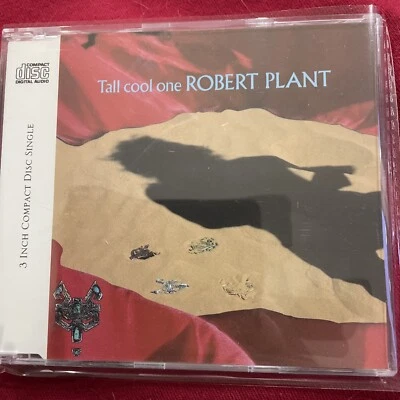 COMPACT
disc
DIGITAL AUDIO
Tall cool one ROBERT PLANT
3 INCH COMPACT DISC SINGLE